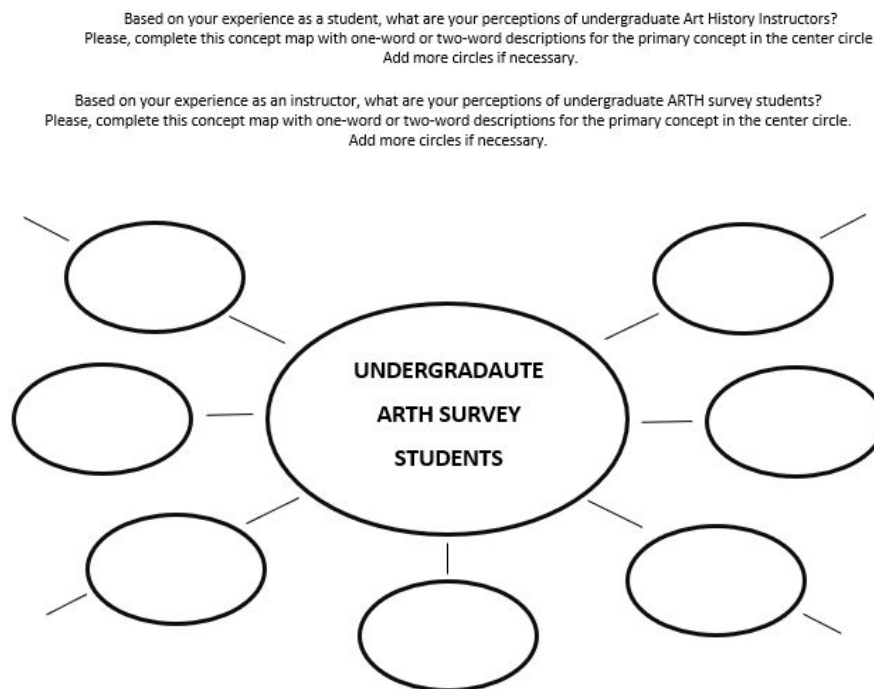 Based on your experience as a student, what are your perceptions of undergraduate Art History Instructors?
Please, complete this concept map with one-word or two-word descriptions for the primary concept in the center circle.
Add more circles if necessary.
Based on your experience as an instructor, what are your perceptions of undergraduate ARTH survey students?
Please, complete this concept map with one-word or two-word descriptions for the primary concept in the center circle.
Add more circles if necessary.
UNDERGRADAUTE
ARTH SURVEY
STUDENTS